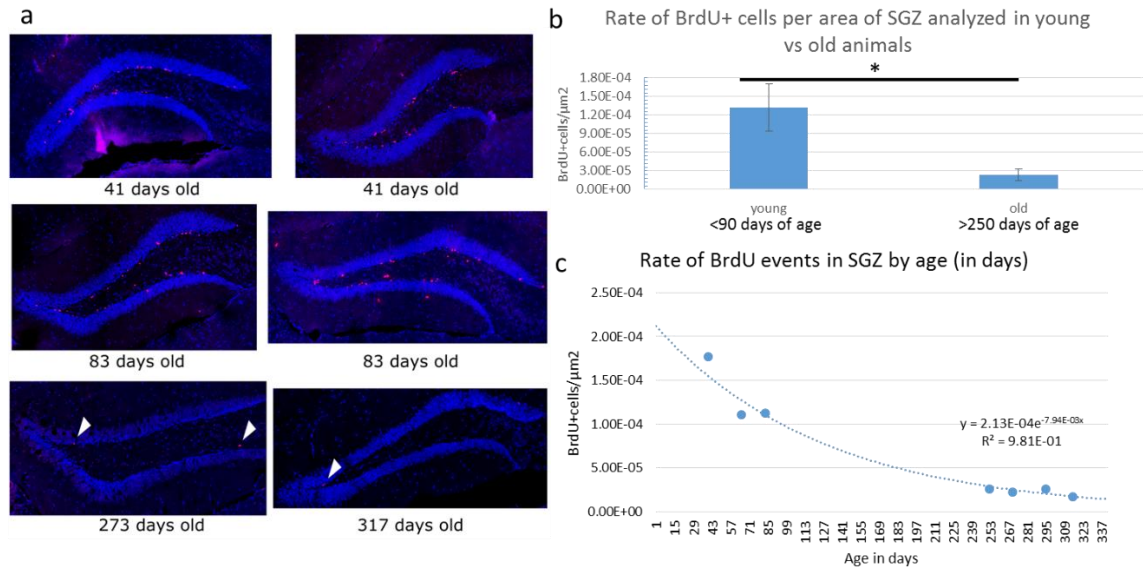 a
41 days old
41 days old
83 days old
83 days old
273 days old
317 days old
b
Rate of BrdU+ cells per area of SGZ analyzed in young
vs old animals
*
BrdU+cells/µm2
1.80E-04
1.50E-04
1.20E-04
9.00E-05
6.00E-05
3.00E-05
0.00E+00
young
<90 days of age
old
>250 days of age
c
Rate of BrdU events in SGZ by age (in days)
BrdU+cells/µm2
2.50E-04
2.00E-04
1.50E-04
1.00E-04
5.00E-05
0.00E+00
y = 2.13E-04e-7.94E-03x
R² = 9.81E-01
1 15 29 43 57 71 85 99 113 127 141 155 169 183 197 211 225 239 253 267 281 295 309 323 337
Age in days